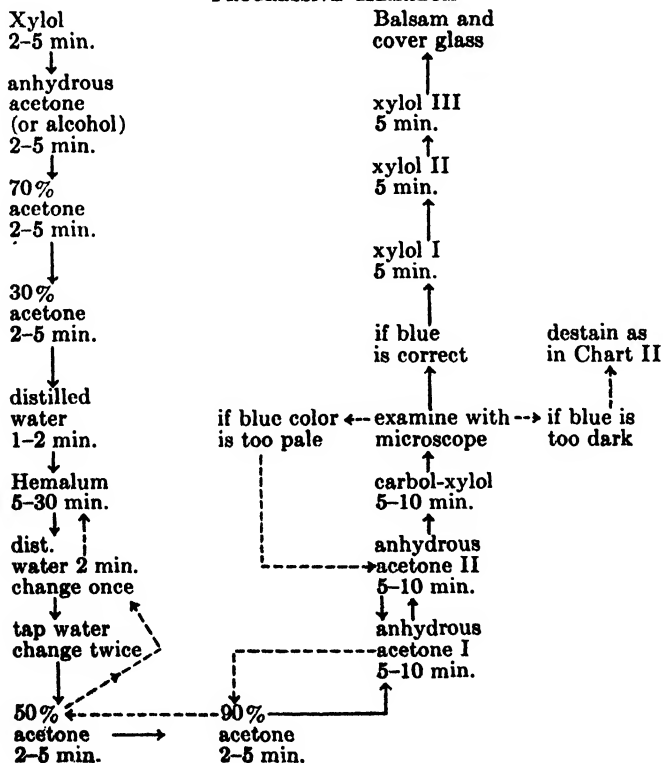 Xylol
2–5 min.
anhydrous
acetone
(or alcohol)
2–5 min.
70%
acetone
2–5 min.
30%
acetone
2–5 min.
distilled
water
1–2 min.
Hemalum
5–30 min.
dist.
water 2 min.
change once
tap water
change twice
50%
acetone
2–5 min.
90%
acetone
2–5 min.
anhydrous
acetone I
5–10 min.
anhydrous
acetone II
5–10 min.
carbol-xylol
5–10 min.
examine with
microscope
if blue color
is too pale
if blue is
too dark
destain as
in Chart II
if blue
is correct
xylol I
5 min.
xylol II
5 min.
xylol III
5 min.
Balsam and
cover glass